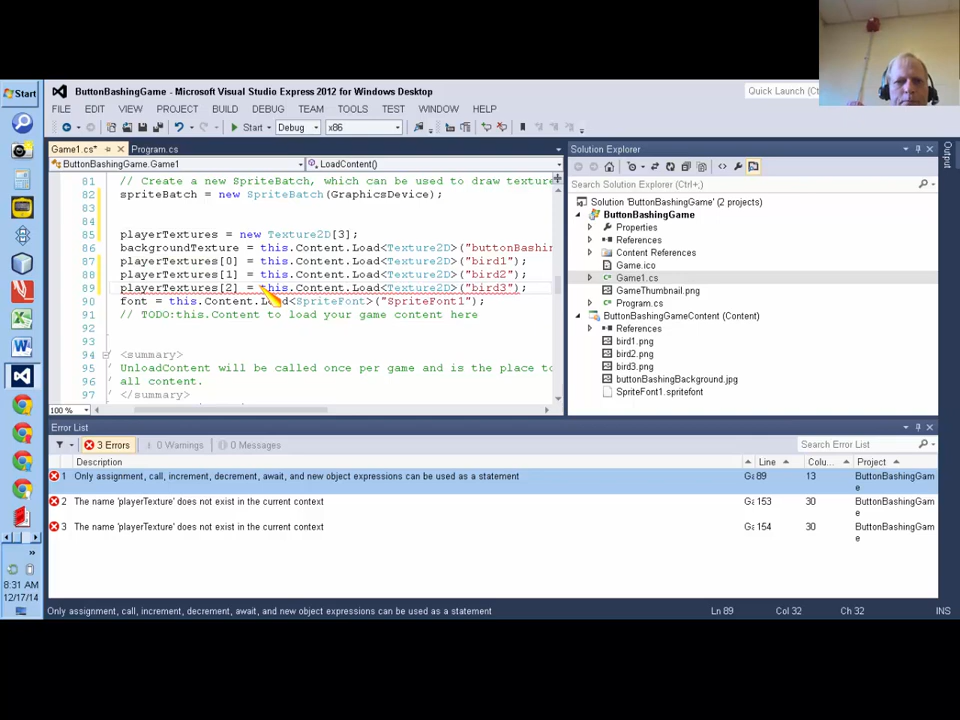 ButtonBashingGame - Microsoft Visual Studio Express 2012 for Windows Desktop
Quick Launch (Ctrl
Start
FILE EDIT VIEW PROJECT BUILD DEBUG TEAM TOOLS TEST WINDOW HELP
Start Debug x86
Game1.cs* Program.cs
Solution Explorer
Output
ButtonBashingGame.Game1 LoadContent()
Search Solution Explorer (Ctrl+;)
81 // Create a new SpriteBatch, which can be used to draw texture
82 spriteBatch = new SpriteBatch(GraphicsDevice);
83
84
85 playerTextures = new Texture2D[3];
86 backgroundTexture = this.Content.Load<Texture2D>("buttonBashin
87 playerTextures[0] = this.Content.Load<Texture2D>("bird1");
88 playerTextures[1] = this.Content.Load<Texture2D>("bird2");
89 playerTextures[2] = this.Content.Load<Texture2D>("bird3");
90 font = this.Content.Load<SpriteFont>("SpriteFont1");
91 // TODO:this.Content to load your game content here
92
93
94 <summary>
95 UnloadContent will be called once per game and is the place to
96 all content.
97 </summary>
100 %
Solution 'ButtonBashingGame' (2 projects)
ButtonBashingGame
Properties
References
Content References
Game.ico
Game1.cs
GameThumbnail.png
Program.cs
ButtonBashingGameContent (Content)
References
bird1.png
bird2.png
bird3.png
buttonBashingBackground.jpg
SpriteFont1.spritefont
Error List
3 Errors 0 Warnings 0 Messages
Search Error List
Description Line Colu... Project
1 Only assignment, call, increment, decrement, await, and new object expressions can be used as a statement 89 13 ButtonBashingGam
e
2 The name 'playerTexture' does not exist in the current context 153 30 ButtonBashingGam
e
3 The name 'playerTexture' does not exist in the current context 154 30 ButtonBashingGam
e
8:31 AM
12/17/14
Only assignment, call, increment, decrement, await, and new object expressions can be used as a statement Ln 89 Col 32 Ch 32 INS